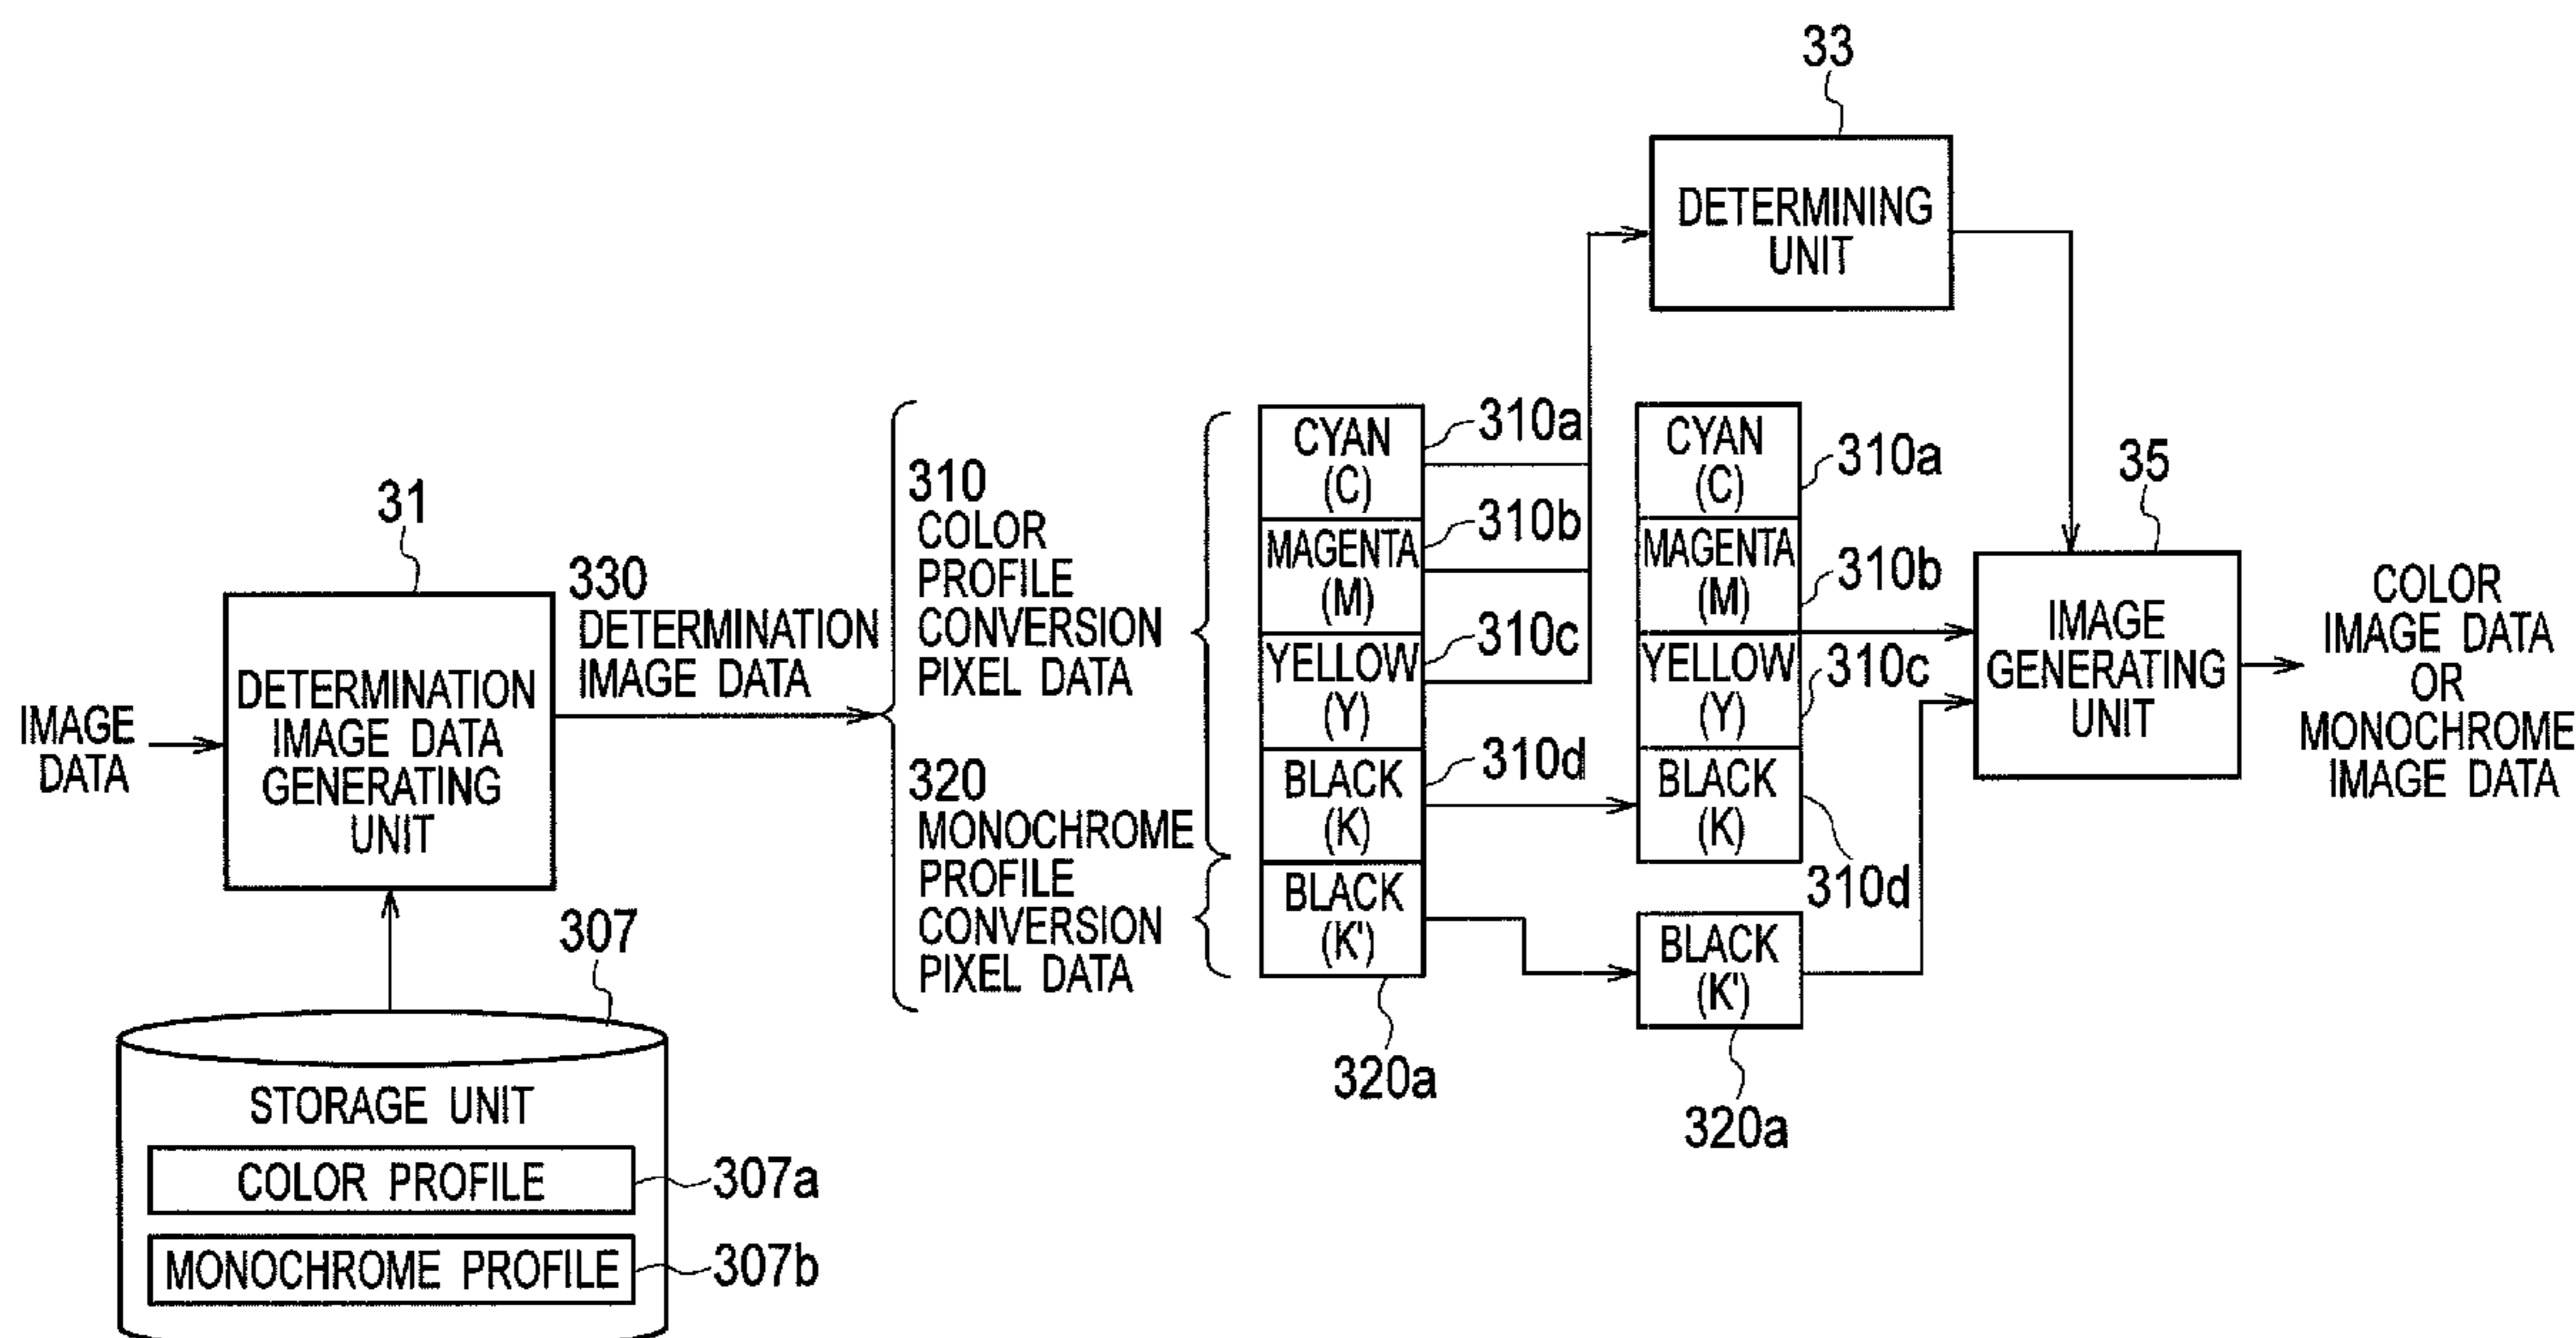 33
DETERMINING
UNIT
31
IMAGE
DATA
DETERMINATION
IMAGE DATA
GENERATING
UNIT
330
DETERMINATION
IMAGE DATA
307
STORAGE UNIT
COLOR PROFILE
307a
MONOCHROME PROFILE
307b
310
COLOR
PROFILE
CONVERSION
PIXEL DATA
320
MONOCHROME
PROFILE
CONVERSION
PIXEL DATA
CYAN
(C)
310a
MAGENTA
(M)
310b
YELLOW
(Y)
310c
BLACK
(K)
310d
BLACK
(K')
320a
CYAN
(C)
310a
MAGENTA
(M)
310b
YELLOW
(Y)
310c
BLACK
(K)
310d
BLACK
(K')
320a
35
IMAGE
GENERATING
UNIT
COLOR
IMAGE DATA
OR
MONOCHROME
IMAGE DATA